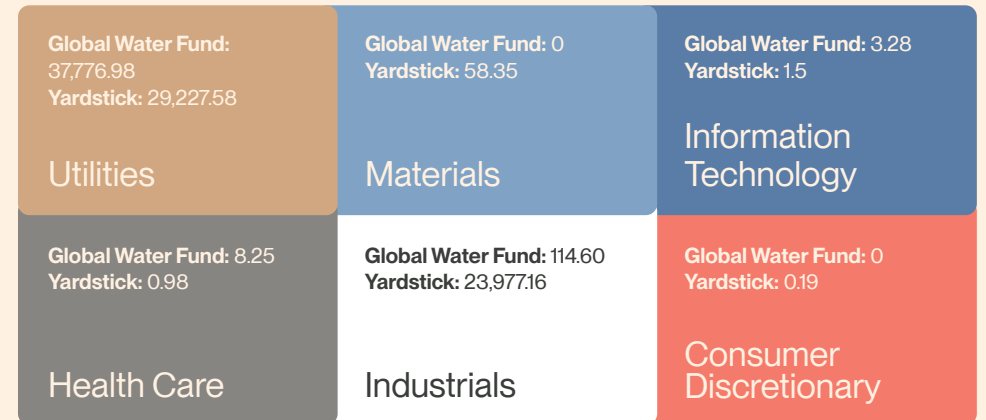 Global Water Fund:
37,776.98
Yardstick: 29,227.58
Utilities
Global Water Fund: 0
Yardstick: 58.35
Materials
Global Water Fund: 3.28
Yardstick: 1.5
Information
Technology
Global Water Fund: 8.25
Yardstick: 0.98
Health Care
Global Water Fund: 114.60
Yardstick: 23,977.16
Industrials
Global Water Fund: 0
Yardstick: 0.19
Consumer
Discretionary